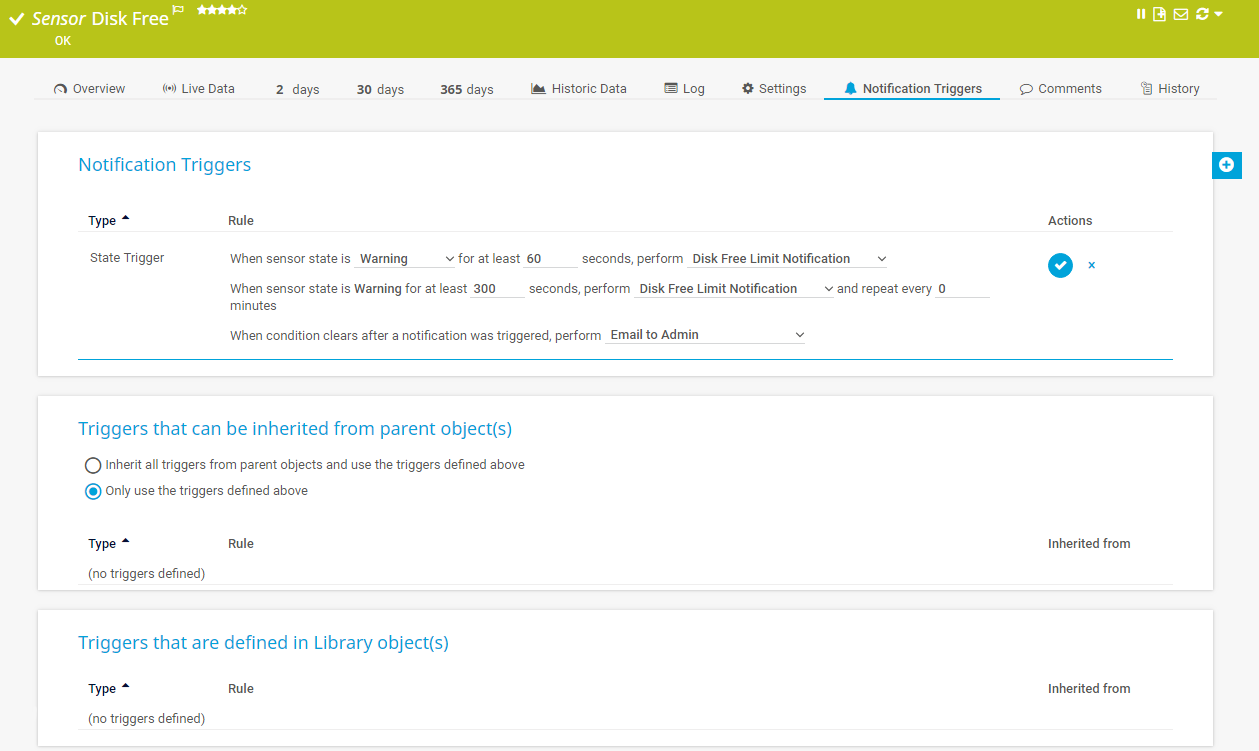 Sensor Disk Free
OK
Overview Live Data 2 days 30 days 365 days Historic Data Log Settings Notification Triggers Comments History
Notification Triggers
Type Rule Actions
State Trigger When sensor state is Warning for at least 60 seconds, perform Disk Free Limit Notification
When sensor state is Warning for at least 300 seconds, perform Disk Free Limit Notification and repeat every 0
minutes
When condition clears after a notification was triggered, perform Email to Admin
Triggers that can be inherited from parent object(s)
Inherit all triggers from parent objects and use the triggers defined above
Only use the triggers defined above
Type Rule Inherited from
(no triggers defined)
Triggers that are defined in Library object(s)
Type Rule Inherited from
(no triggers defined)